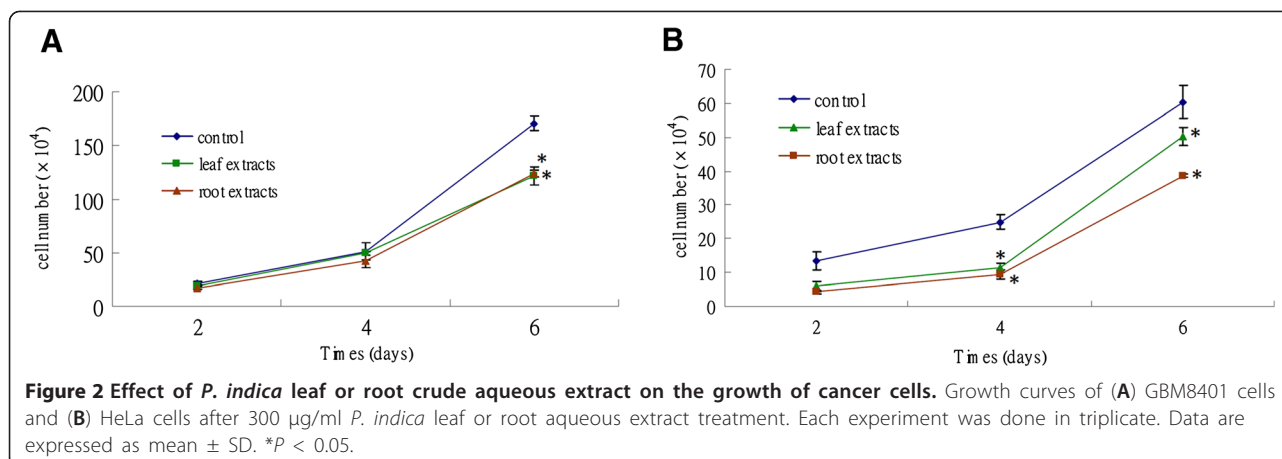 A
200
150
100
50
0
cell number (×10⁴)
control
leaf extracts
root extracts
*
*
2 4 6
Times (days)
B
70
60
50
40
30
20
10
0
cell number (×10⁴)
control
leaf extracts
root extracts
*
*
*
*
2 4 6
Times (days)
Figure 2 Effect of P. indica leaf or root crude aqueous extract on the growth of cancer cells. Growth curves of (A) GBM8401 cells
and (B) HeLa cells after 300 μg/ml P. indica leaf or root aqueous extract treatment. Each experiment was done in triplicate. Data are
expressed as mean ± SD. *P < 0.05.